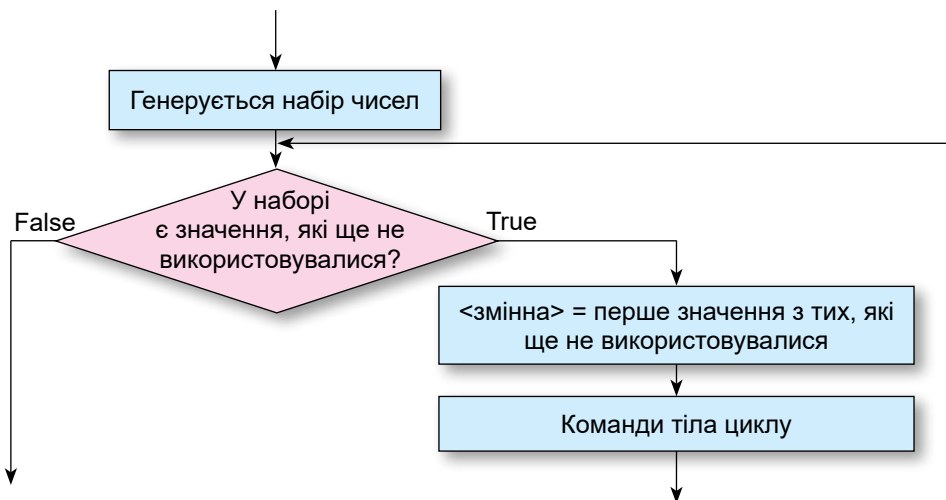 Генерується набір чисел
У наборі
є значення, які ще не
використовувалися?
False
True
<змінна> = перше значення з тих, які
ще не використовувалися
Команди тіла циклу